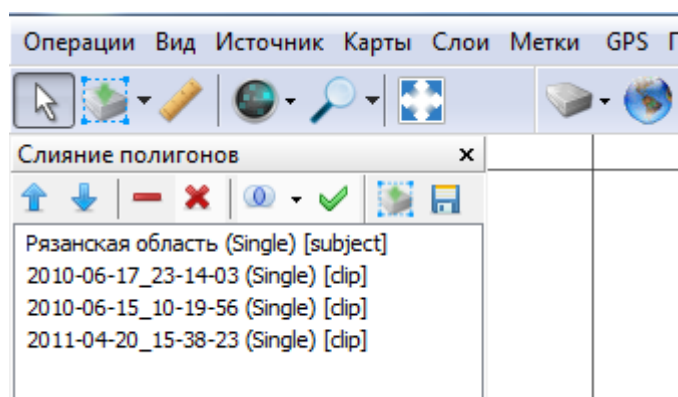 Операции Вид Источник Карты Слои Метки GPS
Слияние полигонов
Рязанская область (Single) [subject]
2010-06-17_23-14-03 (Single) [clip]
2010-06-15_10-19-56 (Single) [clip]
2011-04-20_15-38-23 (Single) [clip]